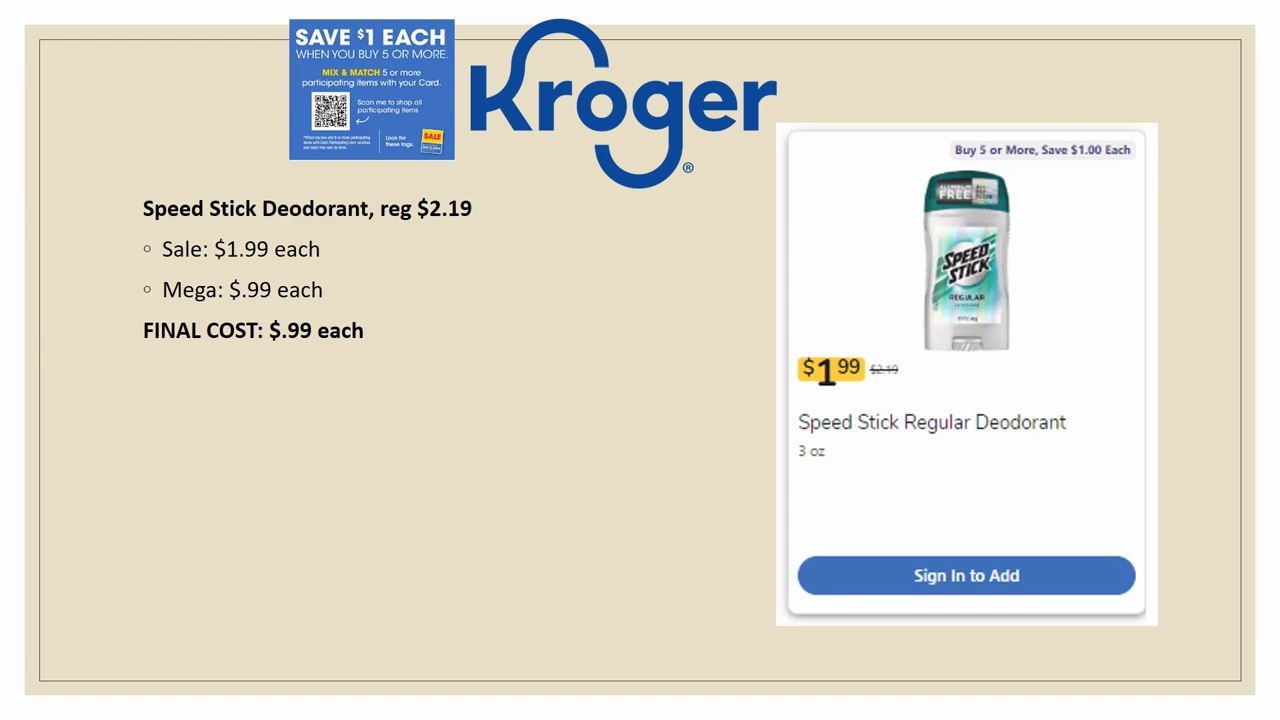 SAVE $1 EACH
WHEN YOU BUY 5 OR MORE.
MIX & MATCH 5 or more
participating items with your Card.
Scan me to shop all
participating items
Look for
these tags.
SALE
Kroger®
Speed Stick Deodorant, reg $2.19
◦ Sale: $1.99 each
◦ Mega: $.99 each
FINAL COST: $.99 each
Buy 5 or More, Save $1.00 Each
FREE
SPEED
STICK
REGULAR
$1 99 $2.19
Speed Stick Regular Deodorant
3 oz
Sign In to Add